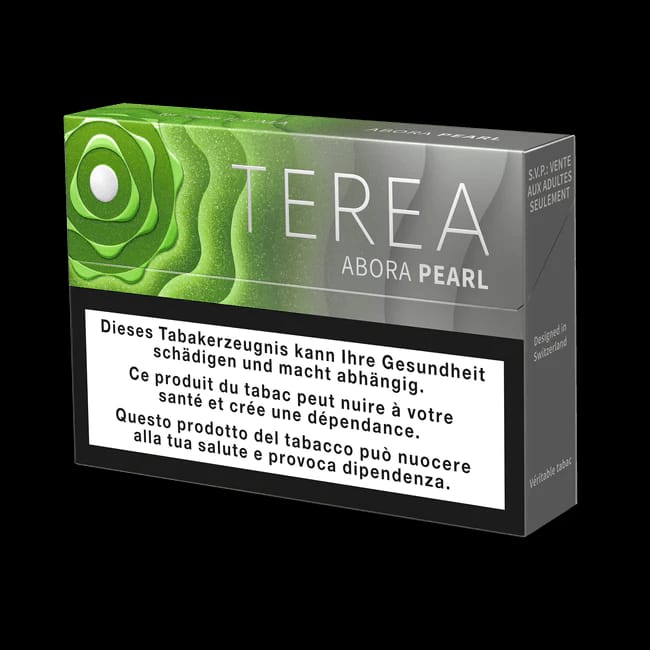 ABORA PEARL
TEREA
ABORA PEARL
S.V.P.: VENTE
AUX ADULTES
SEULEMENT
Designed in
Switzerland
Véritable tabac
Dieses Tabakerzeugnis kann Ihre Gesundheit
schädigen und macht abhängig.
Ce produit du tabac peut nuire à votre
santé et crée une dépendance.
Questo prodotto del tabacco può nuocere
alla tua salute e provoca dipendenza.